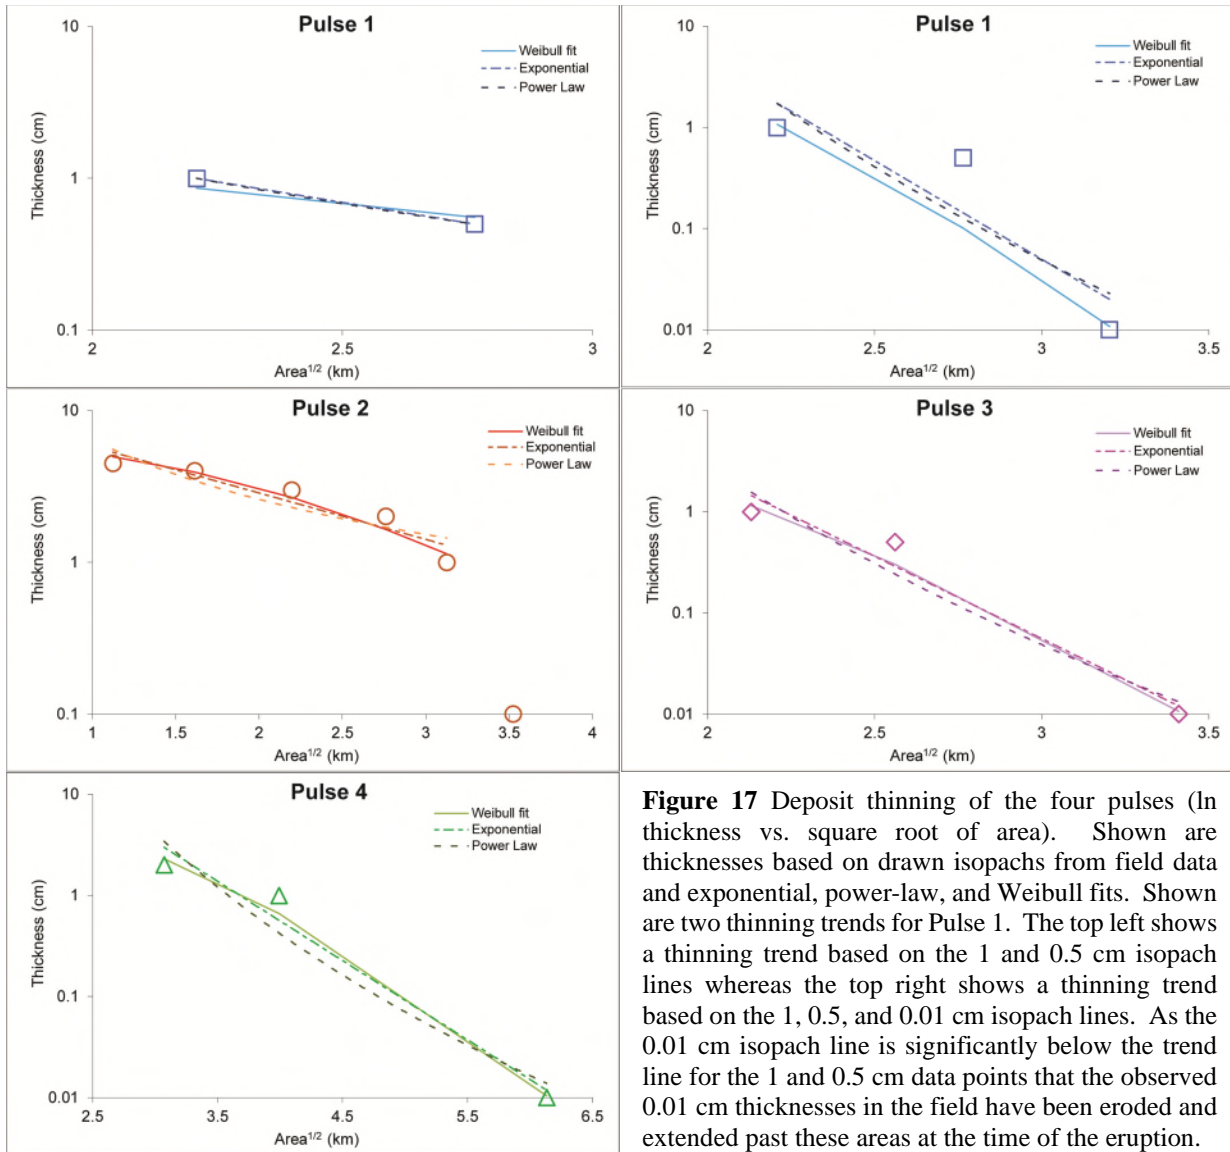 Pulse 1
10
1
0.1
Thickness (cm)
Weibull fit
Exponential
Power Law
2
2.5
3
Area1/2 (km)
Pulse 1
10
1
0.1
0.01
Thickness (cm)
Weibull fit
Exponential
Power Law
2
2.5
3
3.5
Area1/2 (km)
Pulse 2
10
1
0.1
Thickness (cm)
Weibull fit
Exponential
Power Law
1
1.5
2
2.5
3
3.5
4
Area1/2 (km)
Pulse 3
10
1
0.1
0.01
Thickness (cm)
Weibull fit
Exponential
Power Law
2
2.5
3
3.5
Area1/2 (km)
Pulse 4
10
1
0.1
0.01
Thickness (cm)
Weibull fit
Exponential
Power Law
2.5
3.5
4.5
5.5
6.5
Area1/2 (km)
Figure 17 Deposit thinning of the four pulses (ln
thickness vs. square root of area). Shown are
thicknesses based on drawn isopachs from field data
and exponential, power-law, and Weibull fits. Shown
are two thinning trends for Pulse 1. The top left shows
a thinning trend based on the 1 and 0.5 cm isopach
lines whereas the top right shows a thinning trend
based on the 1, 0.5, and 0.01 cm isopach lines. As the
0.01 cm isopach line is significantly below the trend
line for the 1 and 0.5 cm data points that the observed
0.01 cm thicknesses in the field have been eroded and
extended past these areas at the time of the eruption.